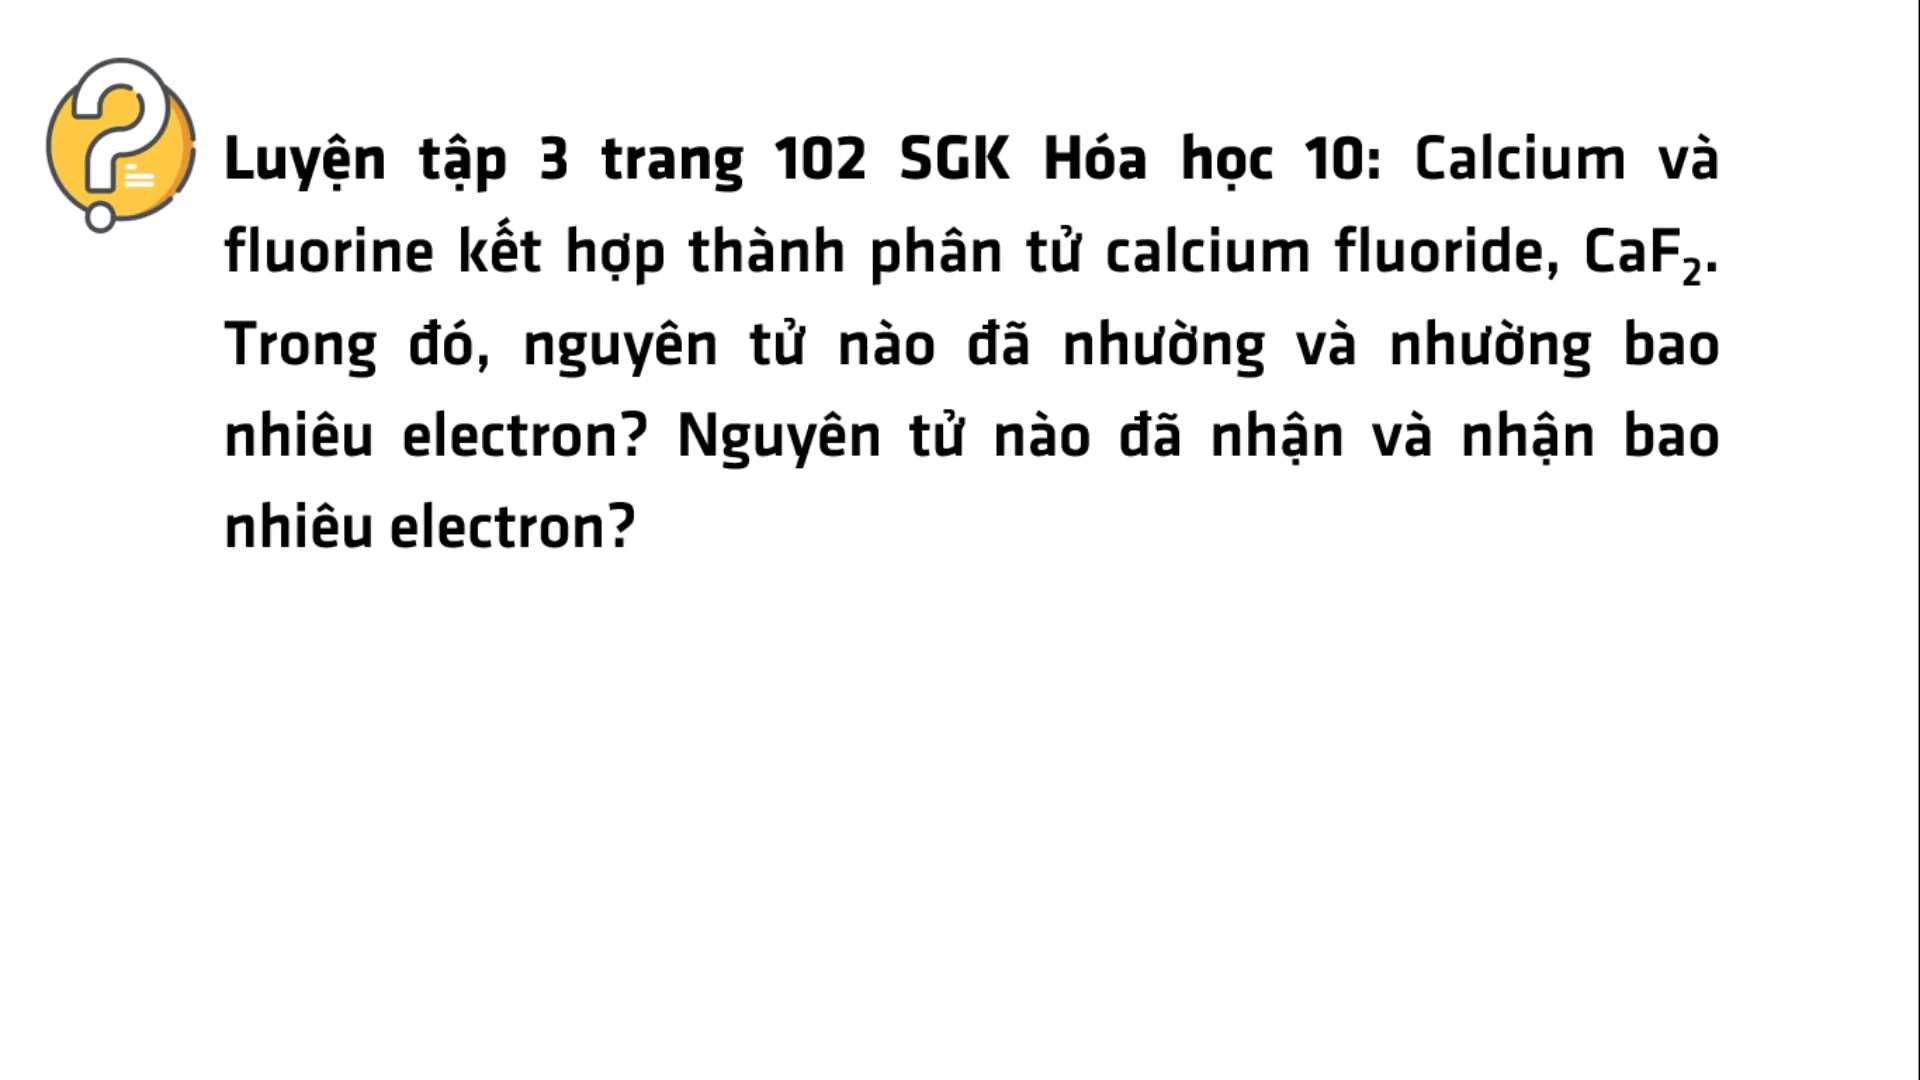 Luyện tập 3 trang 102 SGK Hóa học 10: Calcium và
fluorine kết hợp thành phân tử calcium fluoride, CaF₂.
Trong đó, nguyên tử nào đã nhường và nhường bao
nhiêu electron? Nguyên tử nào đã nhận và nhận bao
nhiêu electron?